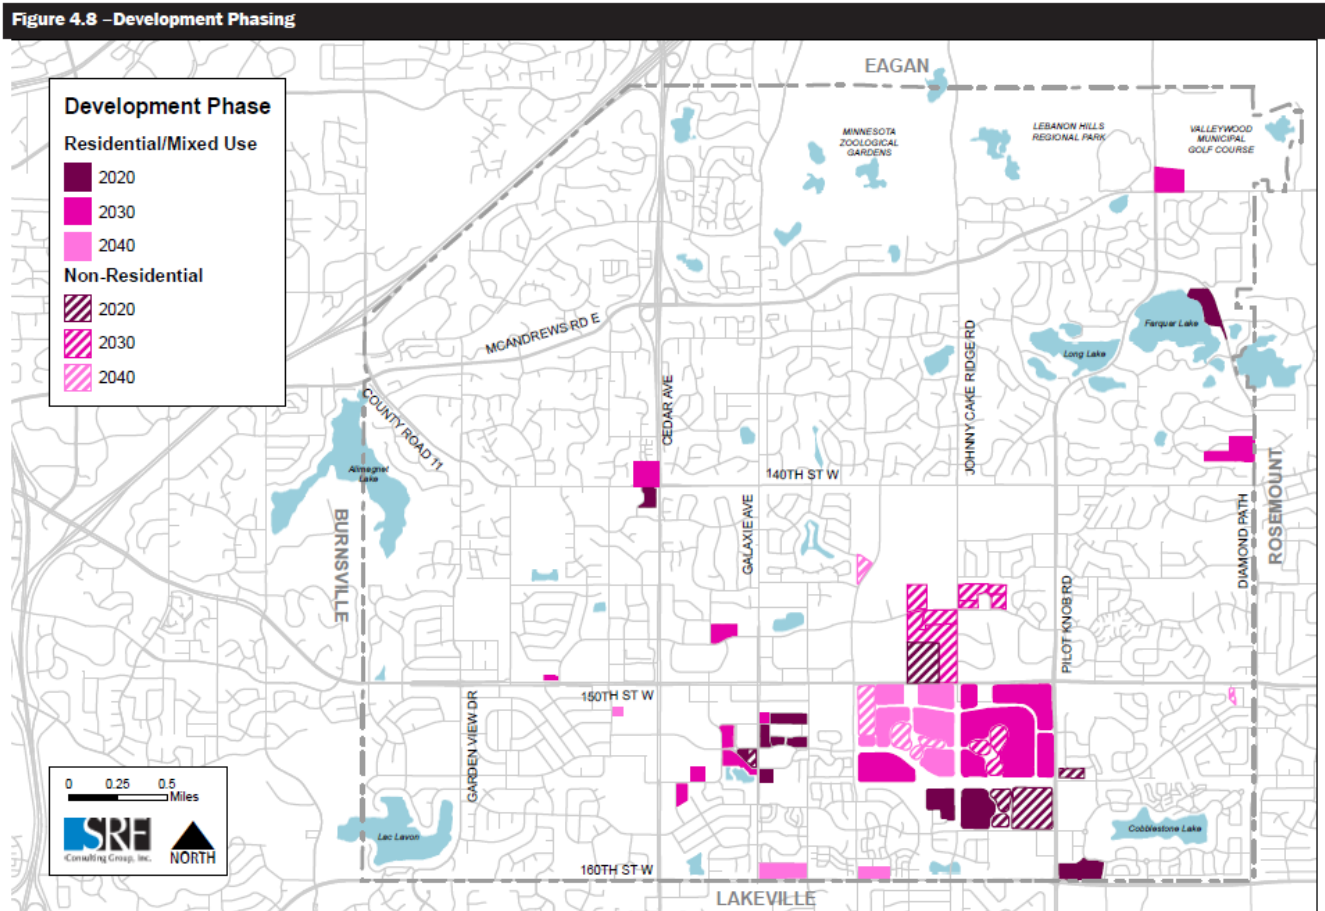 Figure 4.8 –Development Phasing
EAGAN
Development Phase
Residential/Mixed Use
2020
2030
2040
Non-Residential
2020
2030
2040
MINNESOTA
ZOOLOGICAL
GARDENS
LEBANON HILLS
REGIONAL PARK
VALLEYWOOD
MUNICIPAL
GOLF COURSE
MCANDREWS RD E
Farquer Lake
Long Lake
COUNTY ROAD 11
CEDAR AVE
JOHNNY CAKE RIDGE RD
Alimagnet
Lake
140TH ST W
BURNSVILLE
GALAXIE AVE
DIAMOND PATH
ROSEMOUNT
PILOT KNOB RD
150TH ST W
GARDEN VIEW DR
0 0.25 0.5
Miles
SRF
Consulting Group, Inc.
NORTH
Lac Lavon
Cobblestone Lake
160TH ST W
LAKEVILLE